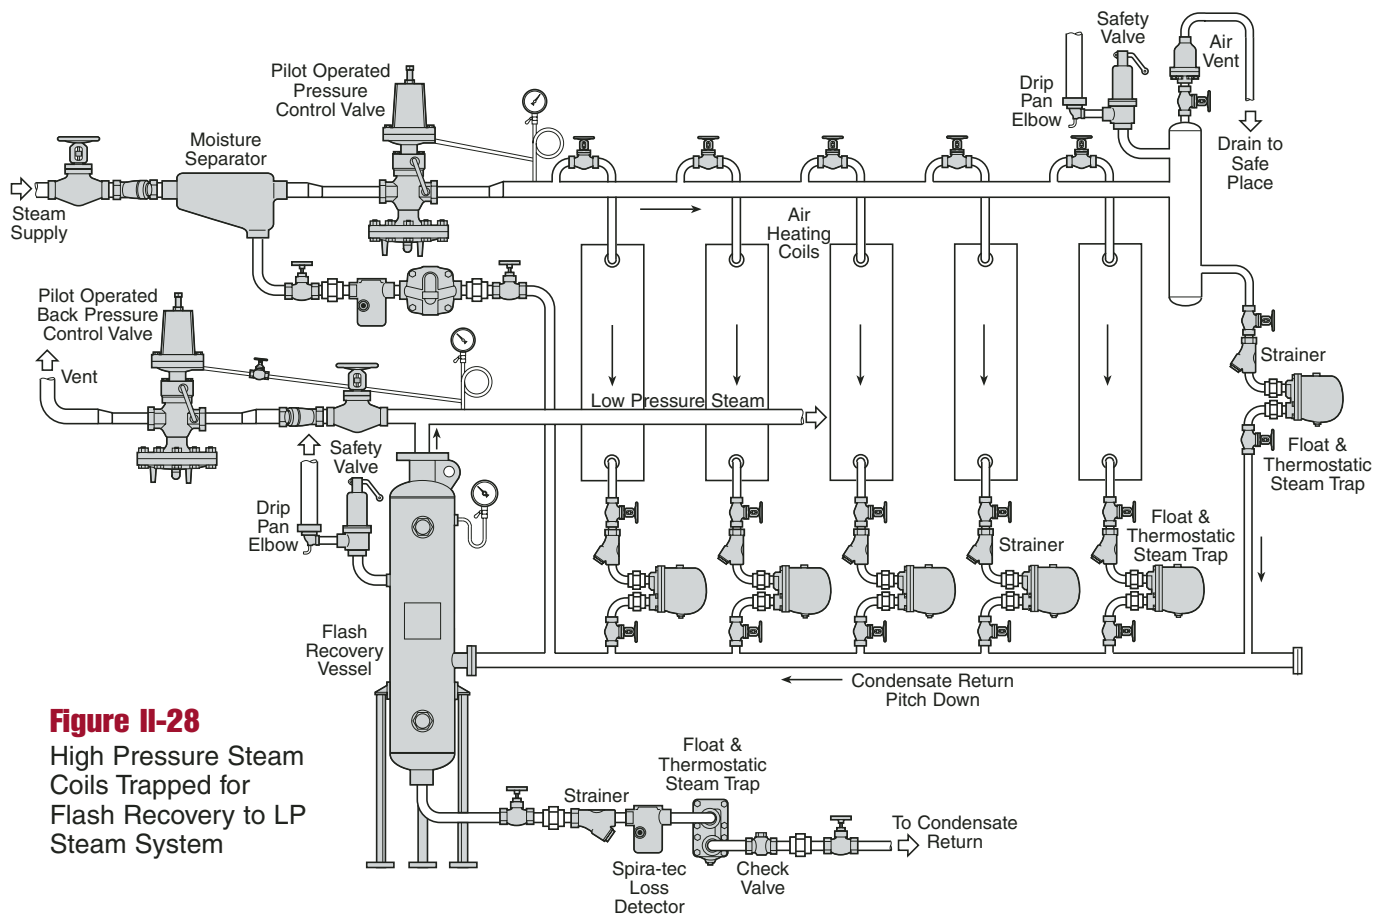 Safety
Valve
Air
Vent
Pilot Operated
Pressure
Control Valve
Drip
Pan
Elbow
Moisture
Separator
Drain to
Safe
Place
Steam
Supply
Air
Heating
Coils
Pilot Operated
Back Pressure
Control Valve
Vent
Strainer
Low Pressure Steam
Float &
Thermostatic
Steam Trap
Safety
Valve
Drip
Pan
Elbow
Float &
Thermostatic
Steam Trap
Strainer
Flash
Recovery
Vessel
Condensate Return
Pitch Down
Figure II-28
High Pressure Steam
Coils Trapped for
Flash Recovery to LP
Steam System
Float &
Thermostatic
Steam Trap
Strainer
To Condensate
Return
Spira-tec
Loss
Detector
Check
Valve